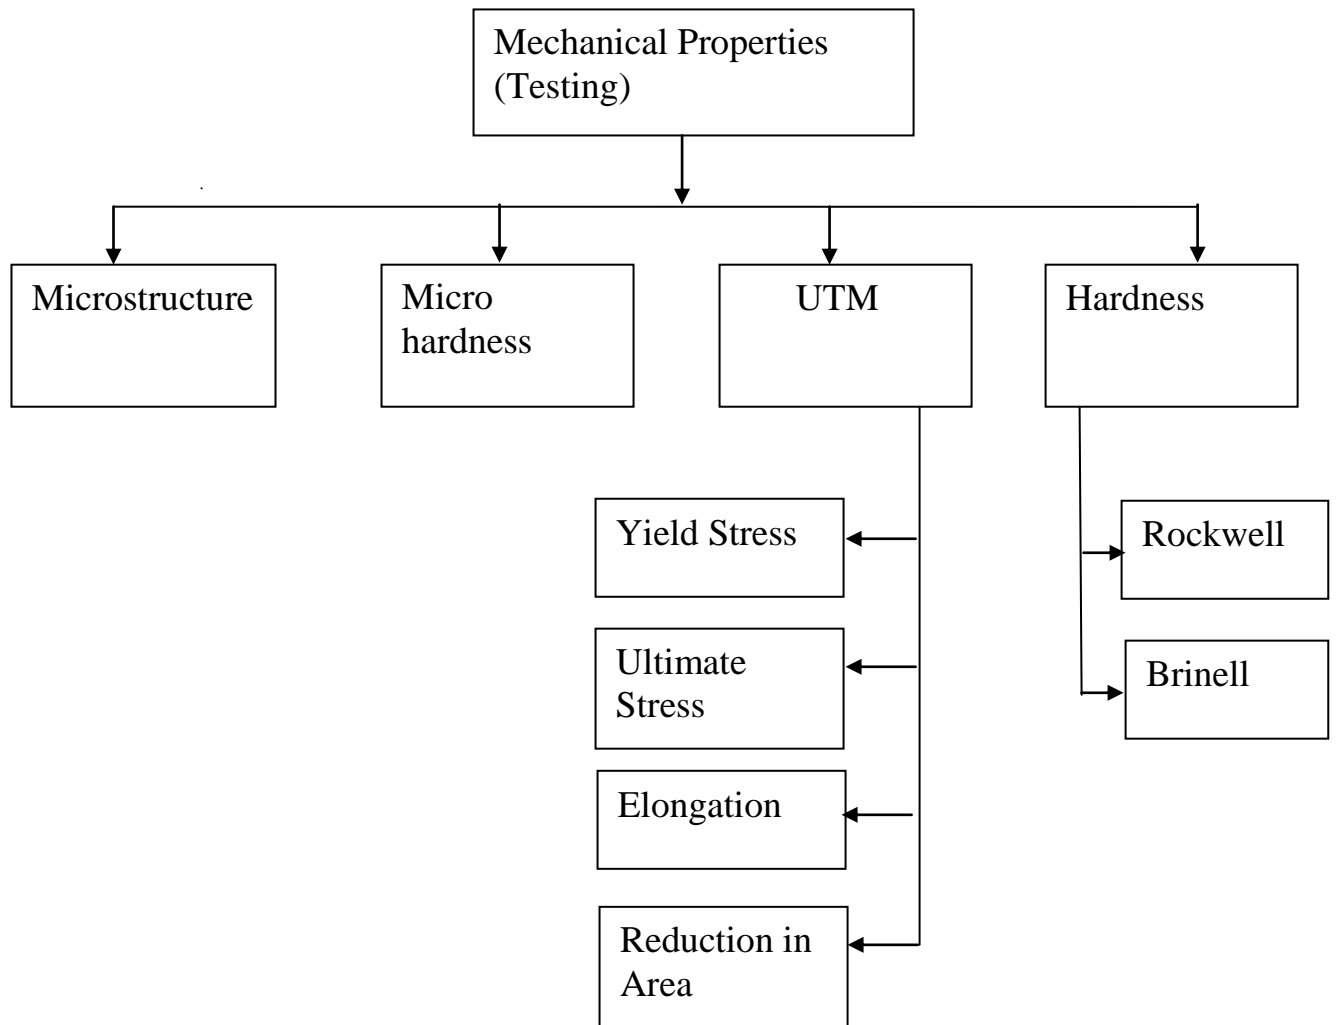 Mechanical Properties
(Testing)
Microstructure
Micro
hardness
UTM
Hardness
Yield Stress
Ultimate
Stress
Elongation
Reduction in
Area
Rockwell
Brinell